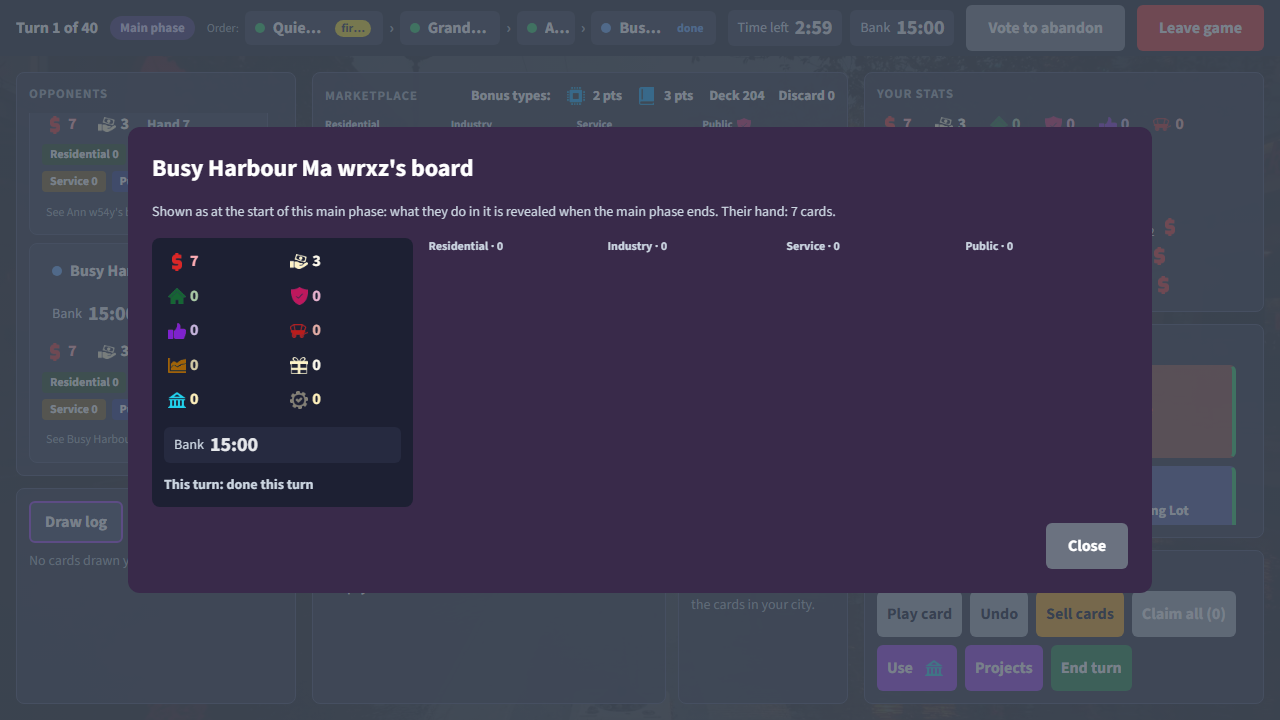 Turn 1 of 40 Main phase Order: Quie... fir... › Grand... › A... › Bus... done Time left 2:59 Bank 15:00 Vote to abandon Leave game
OPPONENTS
7 3 Hand 7
Residential 0
Service 0
See Ann w54y's
Busy Ha
Bank 15:00
7 3
Residential 0
Service 0
See Busy Harbou
Draw log
No cards drawn y
MARKETPLACE Bonus types: 2 pts 3 pts Deck 204 Discard 0
Residential Industry Service Public
YOUR STATS
7 3 0 0 0 0
Busy Harbour Ma wrxz's board
Shown as at the start of this main phase: what they do in it is revealed when the main phase ends. Their hand: 7 cards.
7 3
0 0
0 0
0 0
0 0
Bank 15:00
This turn: done this turn
Residential · 0 Industry · 0 Service · 0 Public · 0
Close
ng Lot
the cards in your city.
Play card Undo Sell cards Claim all (0)
Use Projects End turn